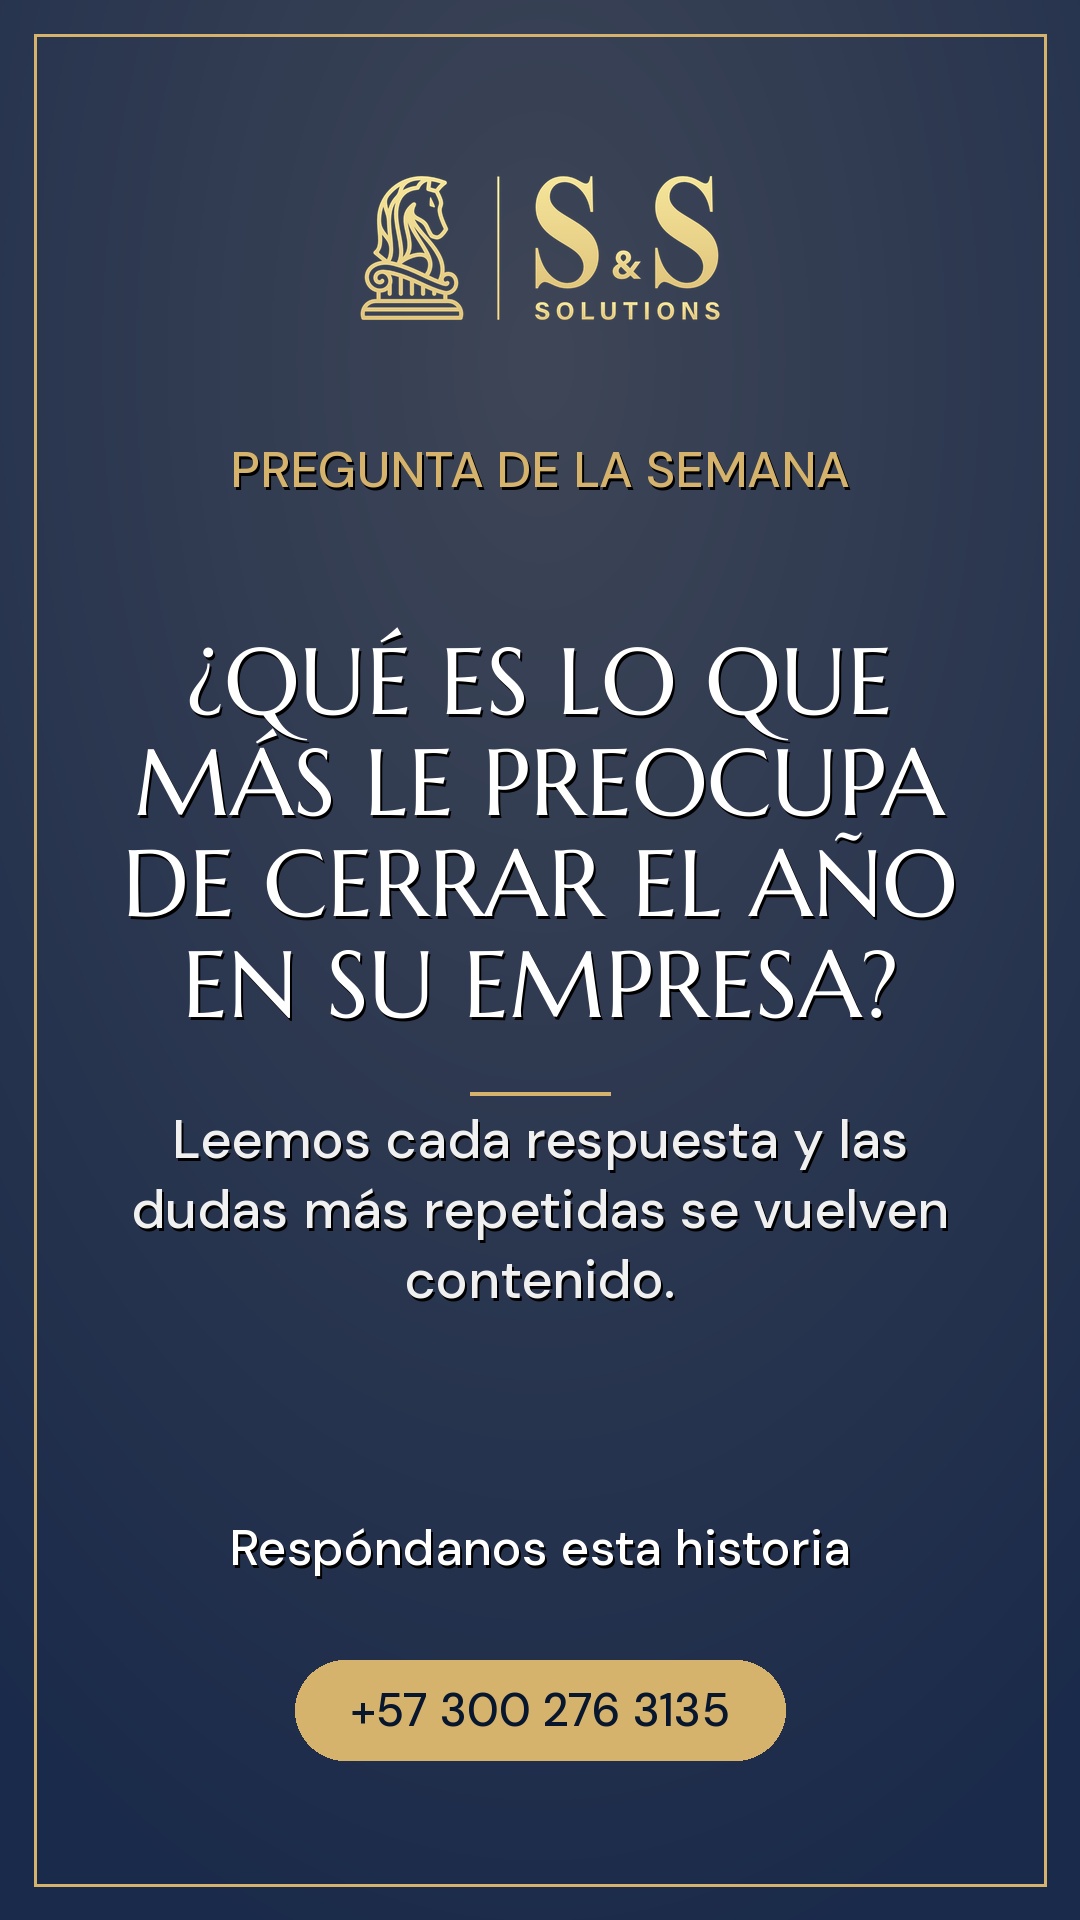 S&S
SOLUTIONS
PREGUNTA DE LA SEMANA
¿QUÉ ES LO QUE
MÁS LE PREOCUPA
DE CERRAR EL AÑO
EN SU EMPRESA?
Leemos cada respuesta y las
dudas más repetidas se vuelven
contenido.
Respóndanos esta historia
+57 300 276 3135